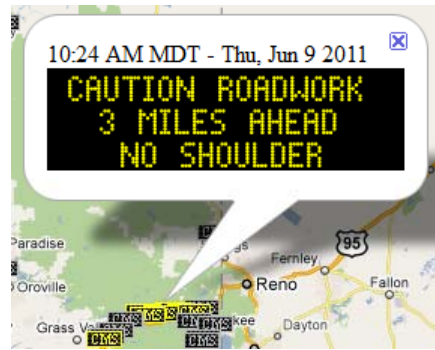 10:24 AM MDT - Thu, Jun 9 2011
CAUTION ROADWORK
3 MILES AHEAD
NO SHOULDER
95
Paradise
Fernley
Oroville
Reno
Fallon
Grass
Dayton
CMS
CMS